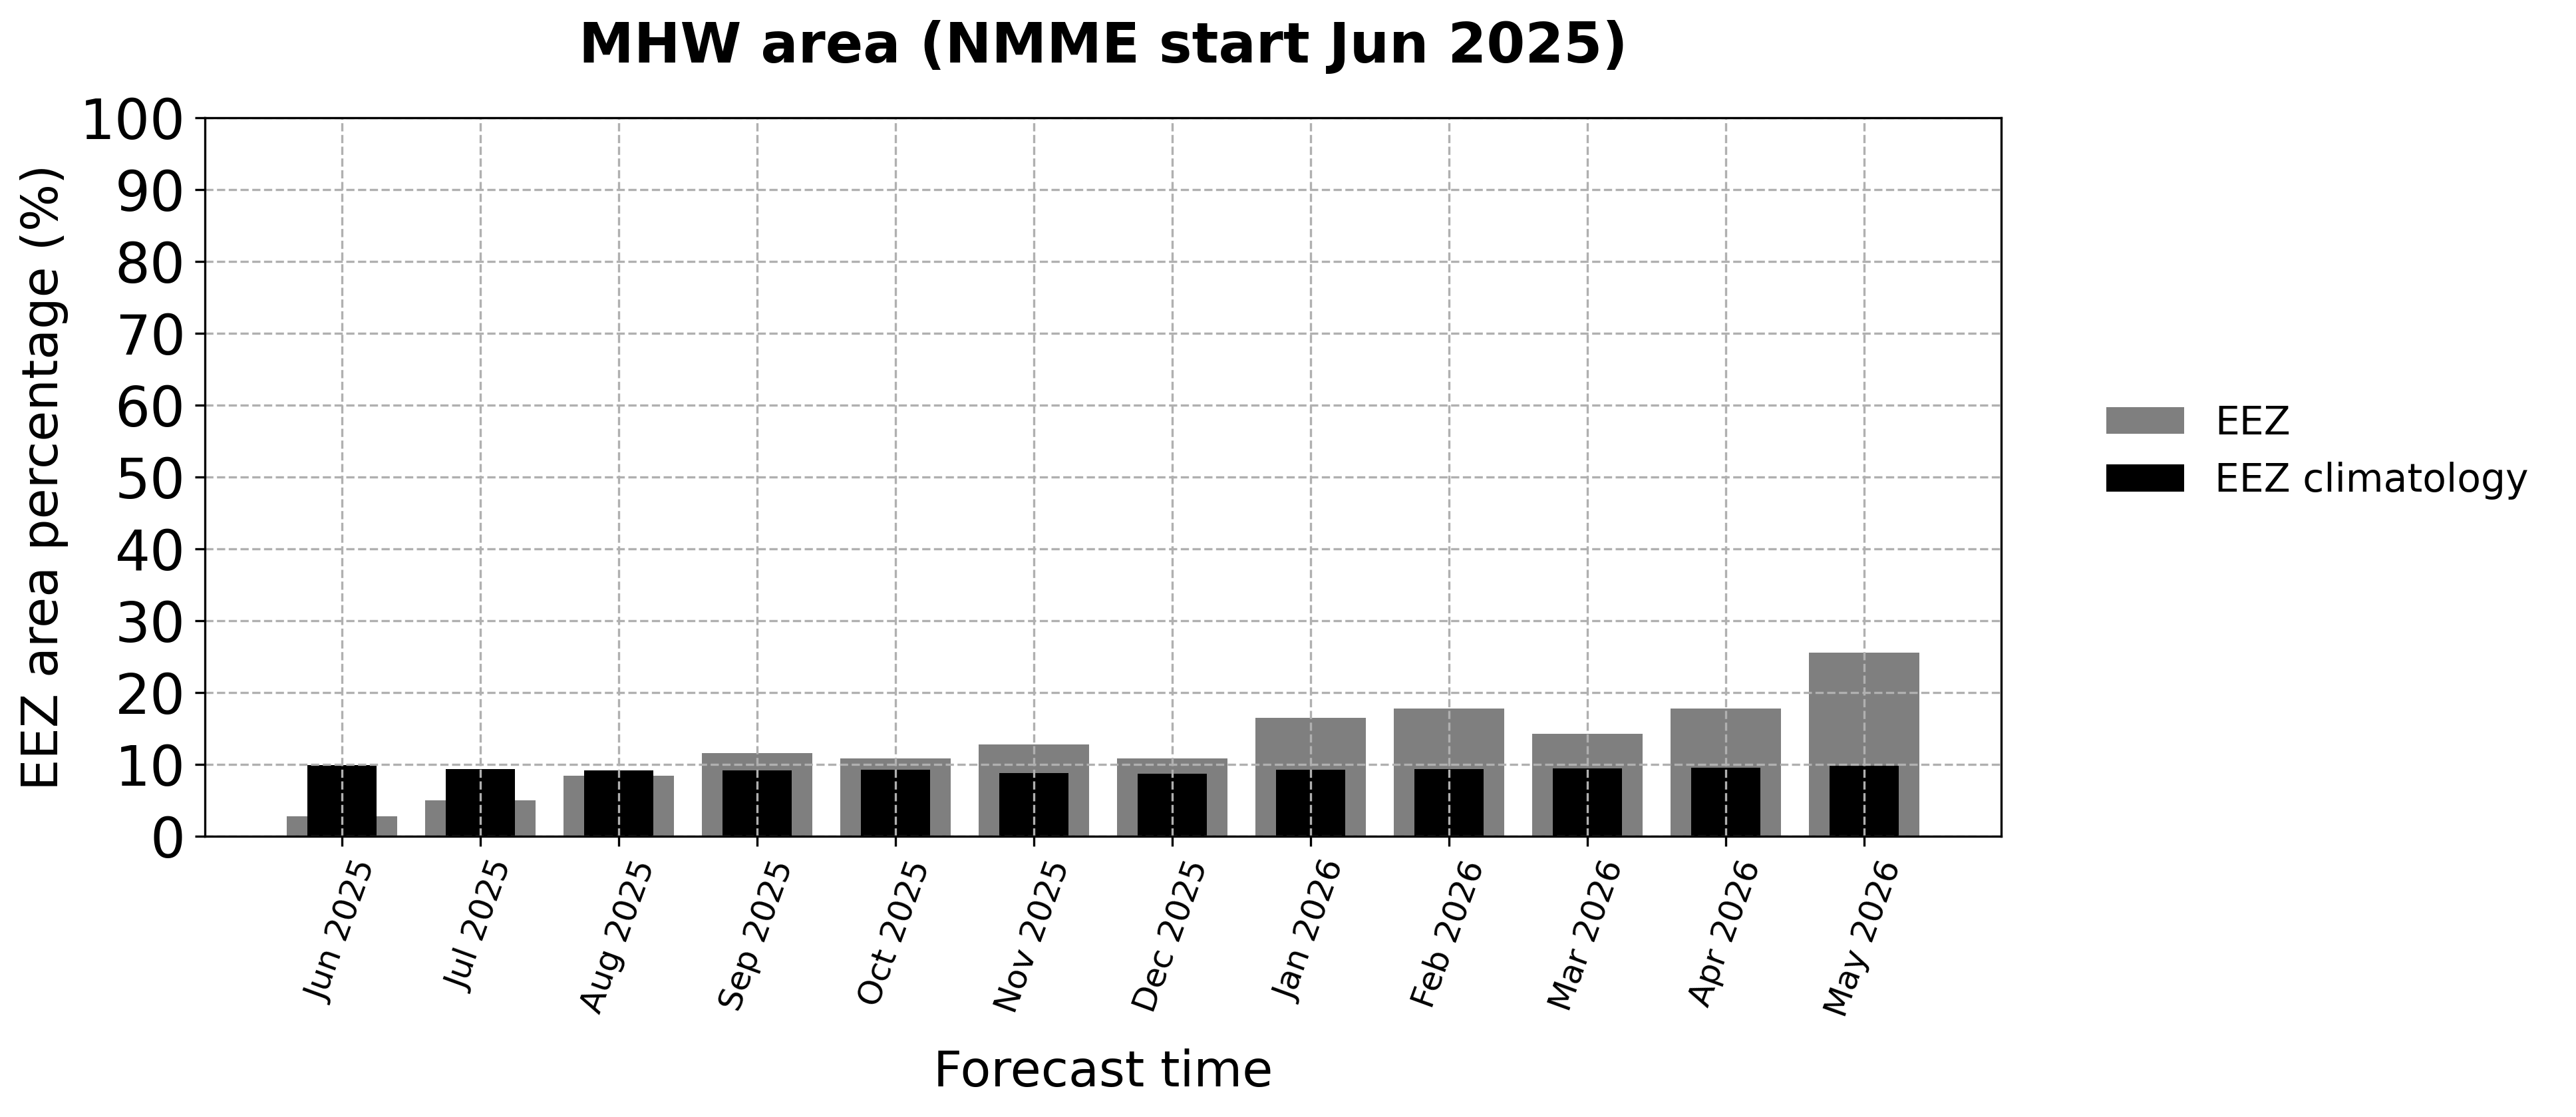 MHW area (NMME start Jun 2025)
EEZ area percentage (%)
100
90
80
70
60
50
40
30
20
10
0
Jun 2025
Jul 2025
Aug 2025
Sep 2025
Oct 2025
Nov 2025
Dec 2025
Jan 2026
Feb 2026
Mar 2026
Apr 2026
May 2026
Forecast time
EEZ
EEZ climatology